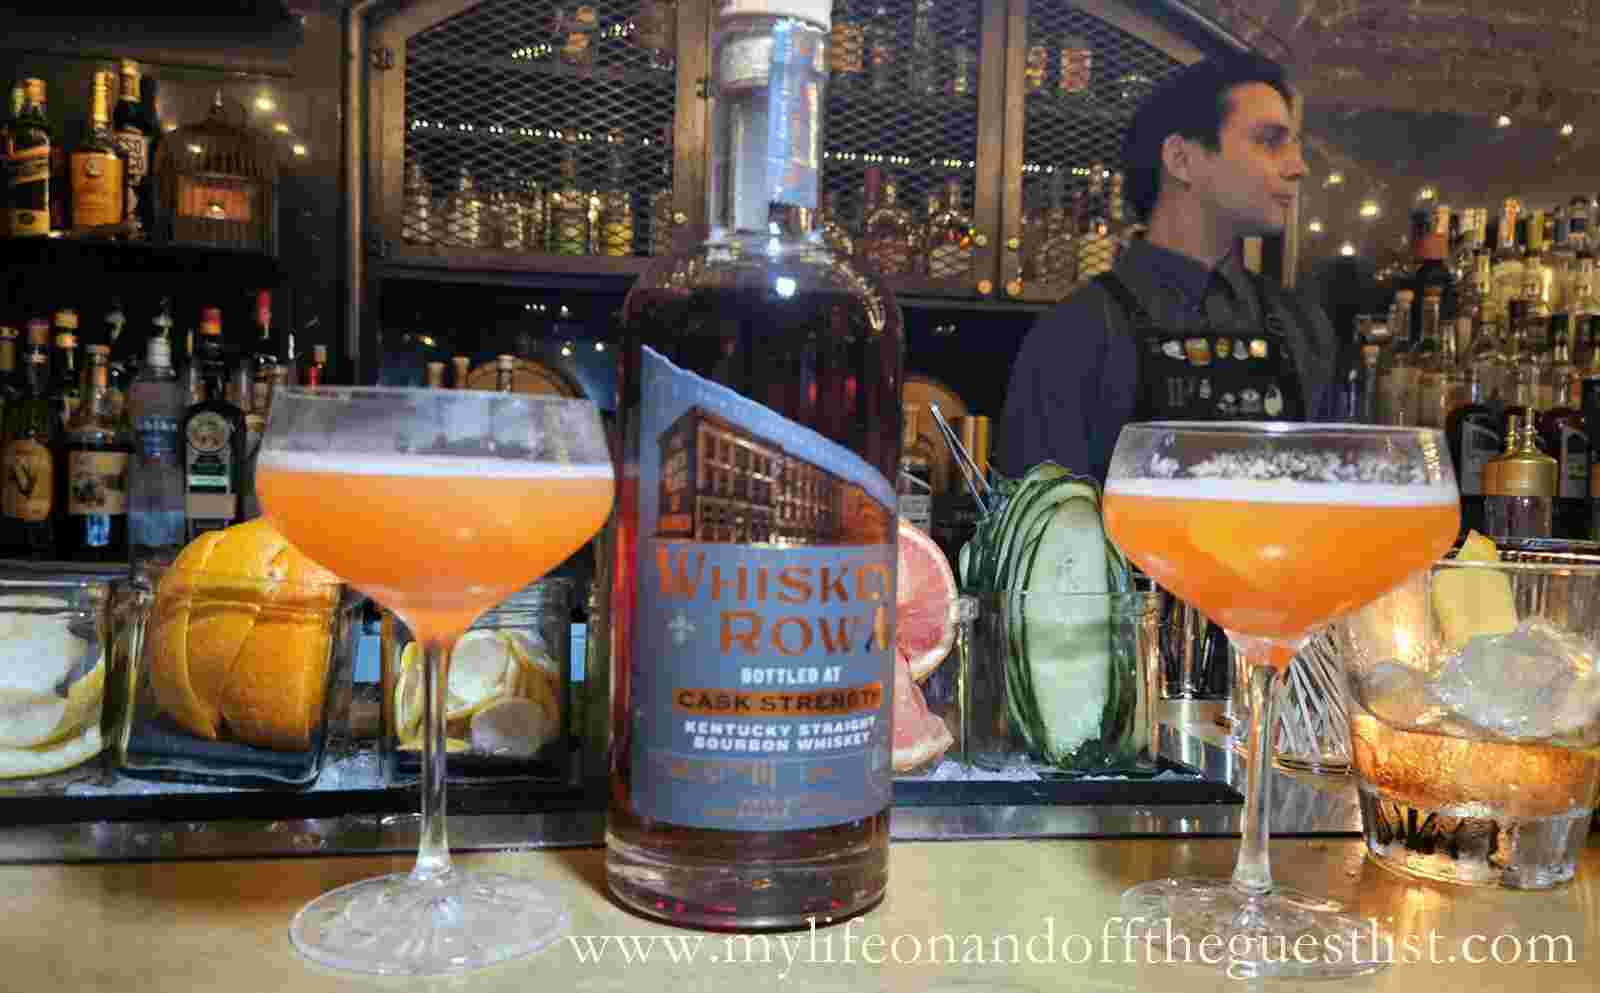 WHISKEY
ROW
BOTTLED AT
CASK STRENGTH
KENTUCKY STRAIGHT
BOURBON WHISKEY
www.mylifeonandofftheguestlist.com